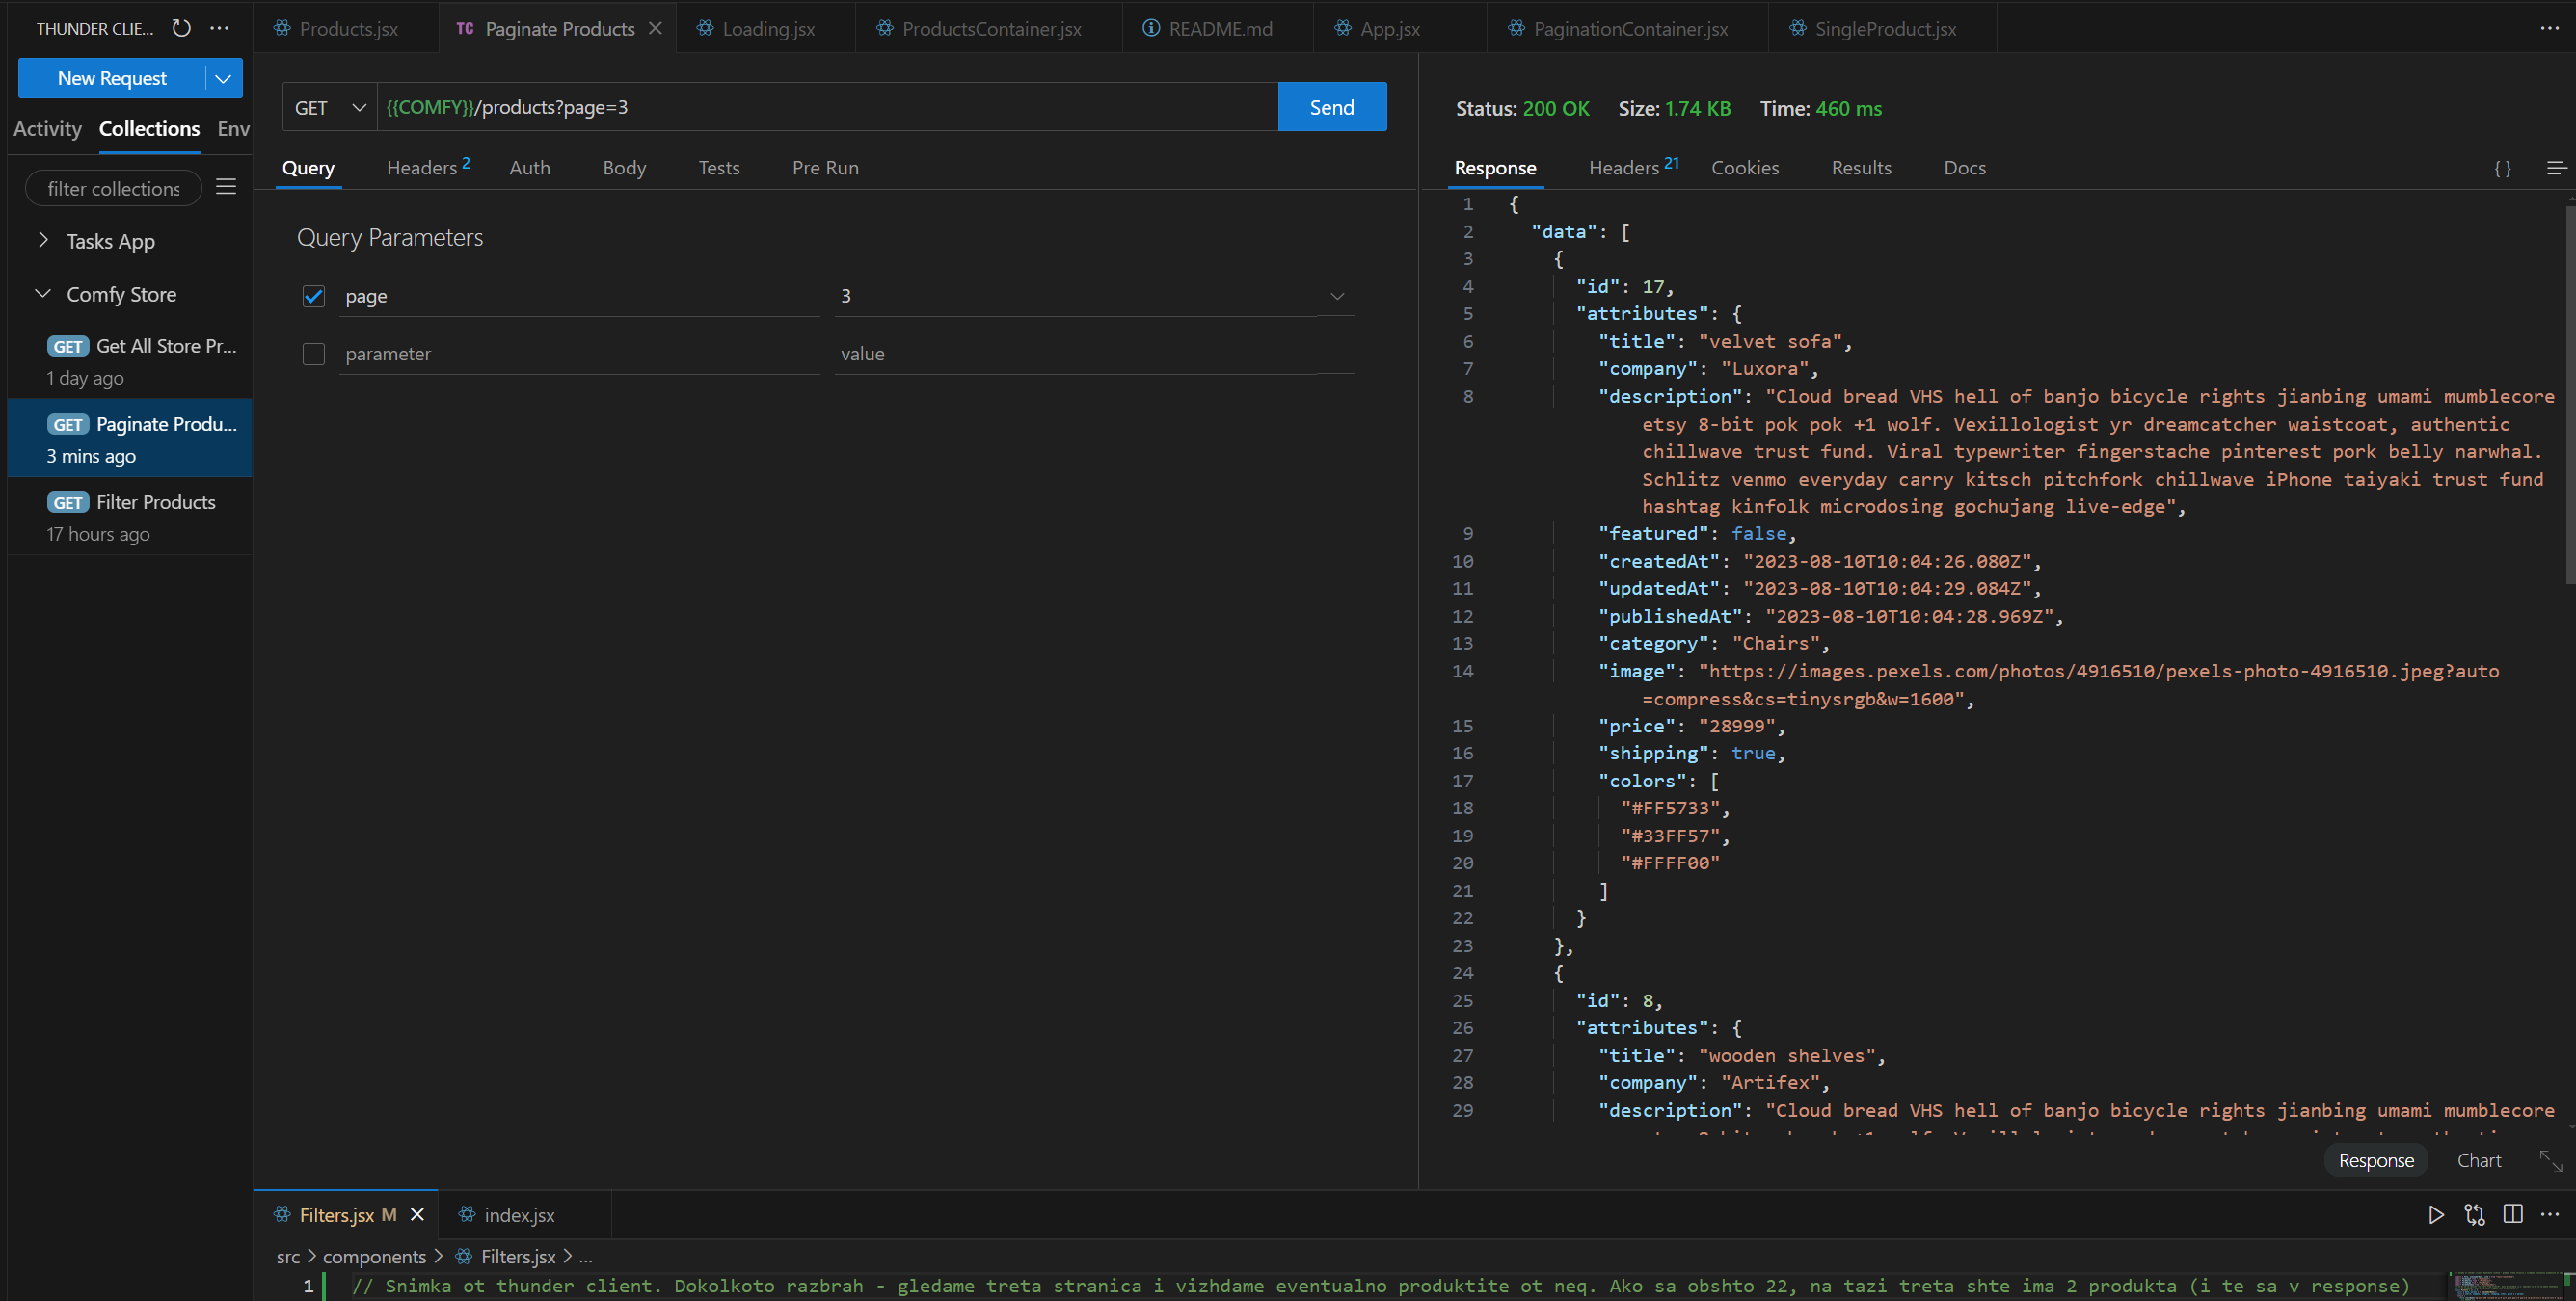 THUNDER CLIE...
Products.jsx
TC Paginate Products
Loading.jsx
ProductsContainer.jsx
README.md
App.jsx
PaginationContainer.jsx
SingleProduct.jsx
New Request
Activity Collections Env
filter collections
Tasks App
Comfy Store
GET Get All Store Pr...
1 day ago
GET Paginate Produ...
3 mins ago
GET Filter Products
17 hours ago
GET {{COMFY}}/products?page=3 Send
Query Headers 2 Auth Body Tests Pre Run
Query Parameters
page 3
parameter value
Status: 200 OK Size: 1.74 KB Time: 460 ms
Response Headers 21 Cookies Results Docs {}
1 {
2 "data": [
3 {
4 "id": 17,
5 "attributes": {
6 "title": "velvet sofa",
7 "company": "Luxora",
8 "description": "Cloud bread VHS hell of banjo bicycle rights jianbing umami mumblecore
etsy 8-bit pok pok +1 wolf. Vexillologist yr dreamcatcher waistcoat, authentic
chillwave trust fund. Viral typewriter fingerstache pinterest pork belly narwhal.
Schlitz venmo everyday carry kitsch pitchfork chillwave iPhone taiyaki trust fund
hashtag kinfolk microdosing gochujang live-edge",
9 "featured": false,
10 "createdAt": "2023-08-10T10:04:26.080Z",
11 "updatedAt": "2023-08-10T10:04:29.084Z",
12 "publishedAt": "2023-08-10T10:04:28.969Z",
13 "category": "Chairs",
14 "image": "https://images.pexels.com/photos/4916510/pexels-photo-4916510.jpeg?auto
=compress&cs=tinysrgb&w=1600",
15 "price": "28999",
16 "shipping": true,
17 "colors": [
18 "#FF5733",
19 "#33FF57",
20 "#FFFF00"
21 ]
22 }
23 },
24 {
25 "id": 8,
26 "attributes": {
27 "title": "wooden shelves",
28 "company": "Artifex",
29 "description": "Cloud bread VHS hell of banjo bicycle rights jianbing umami mumblecore
Response Chart
Filters.jsx M
index.jsx
src > components > Filters.jsx > ...
1 // Snimka ot thunder client. Dokolkoto razbrah - gledame treta stranica i vizhdame eventualno produktite ot neq. Ako sa obshto 22, na tazi treta shte ima 2 produkta (i te sa v response)